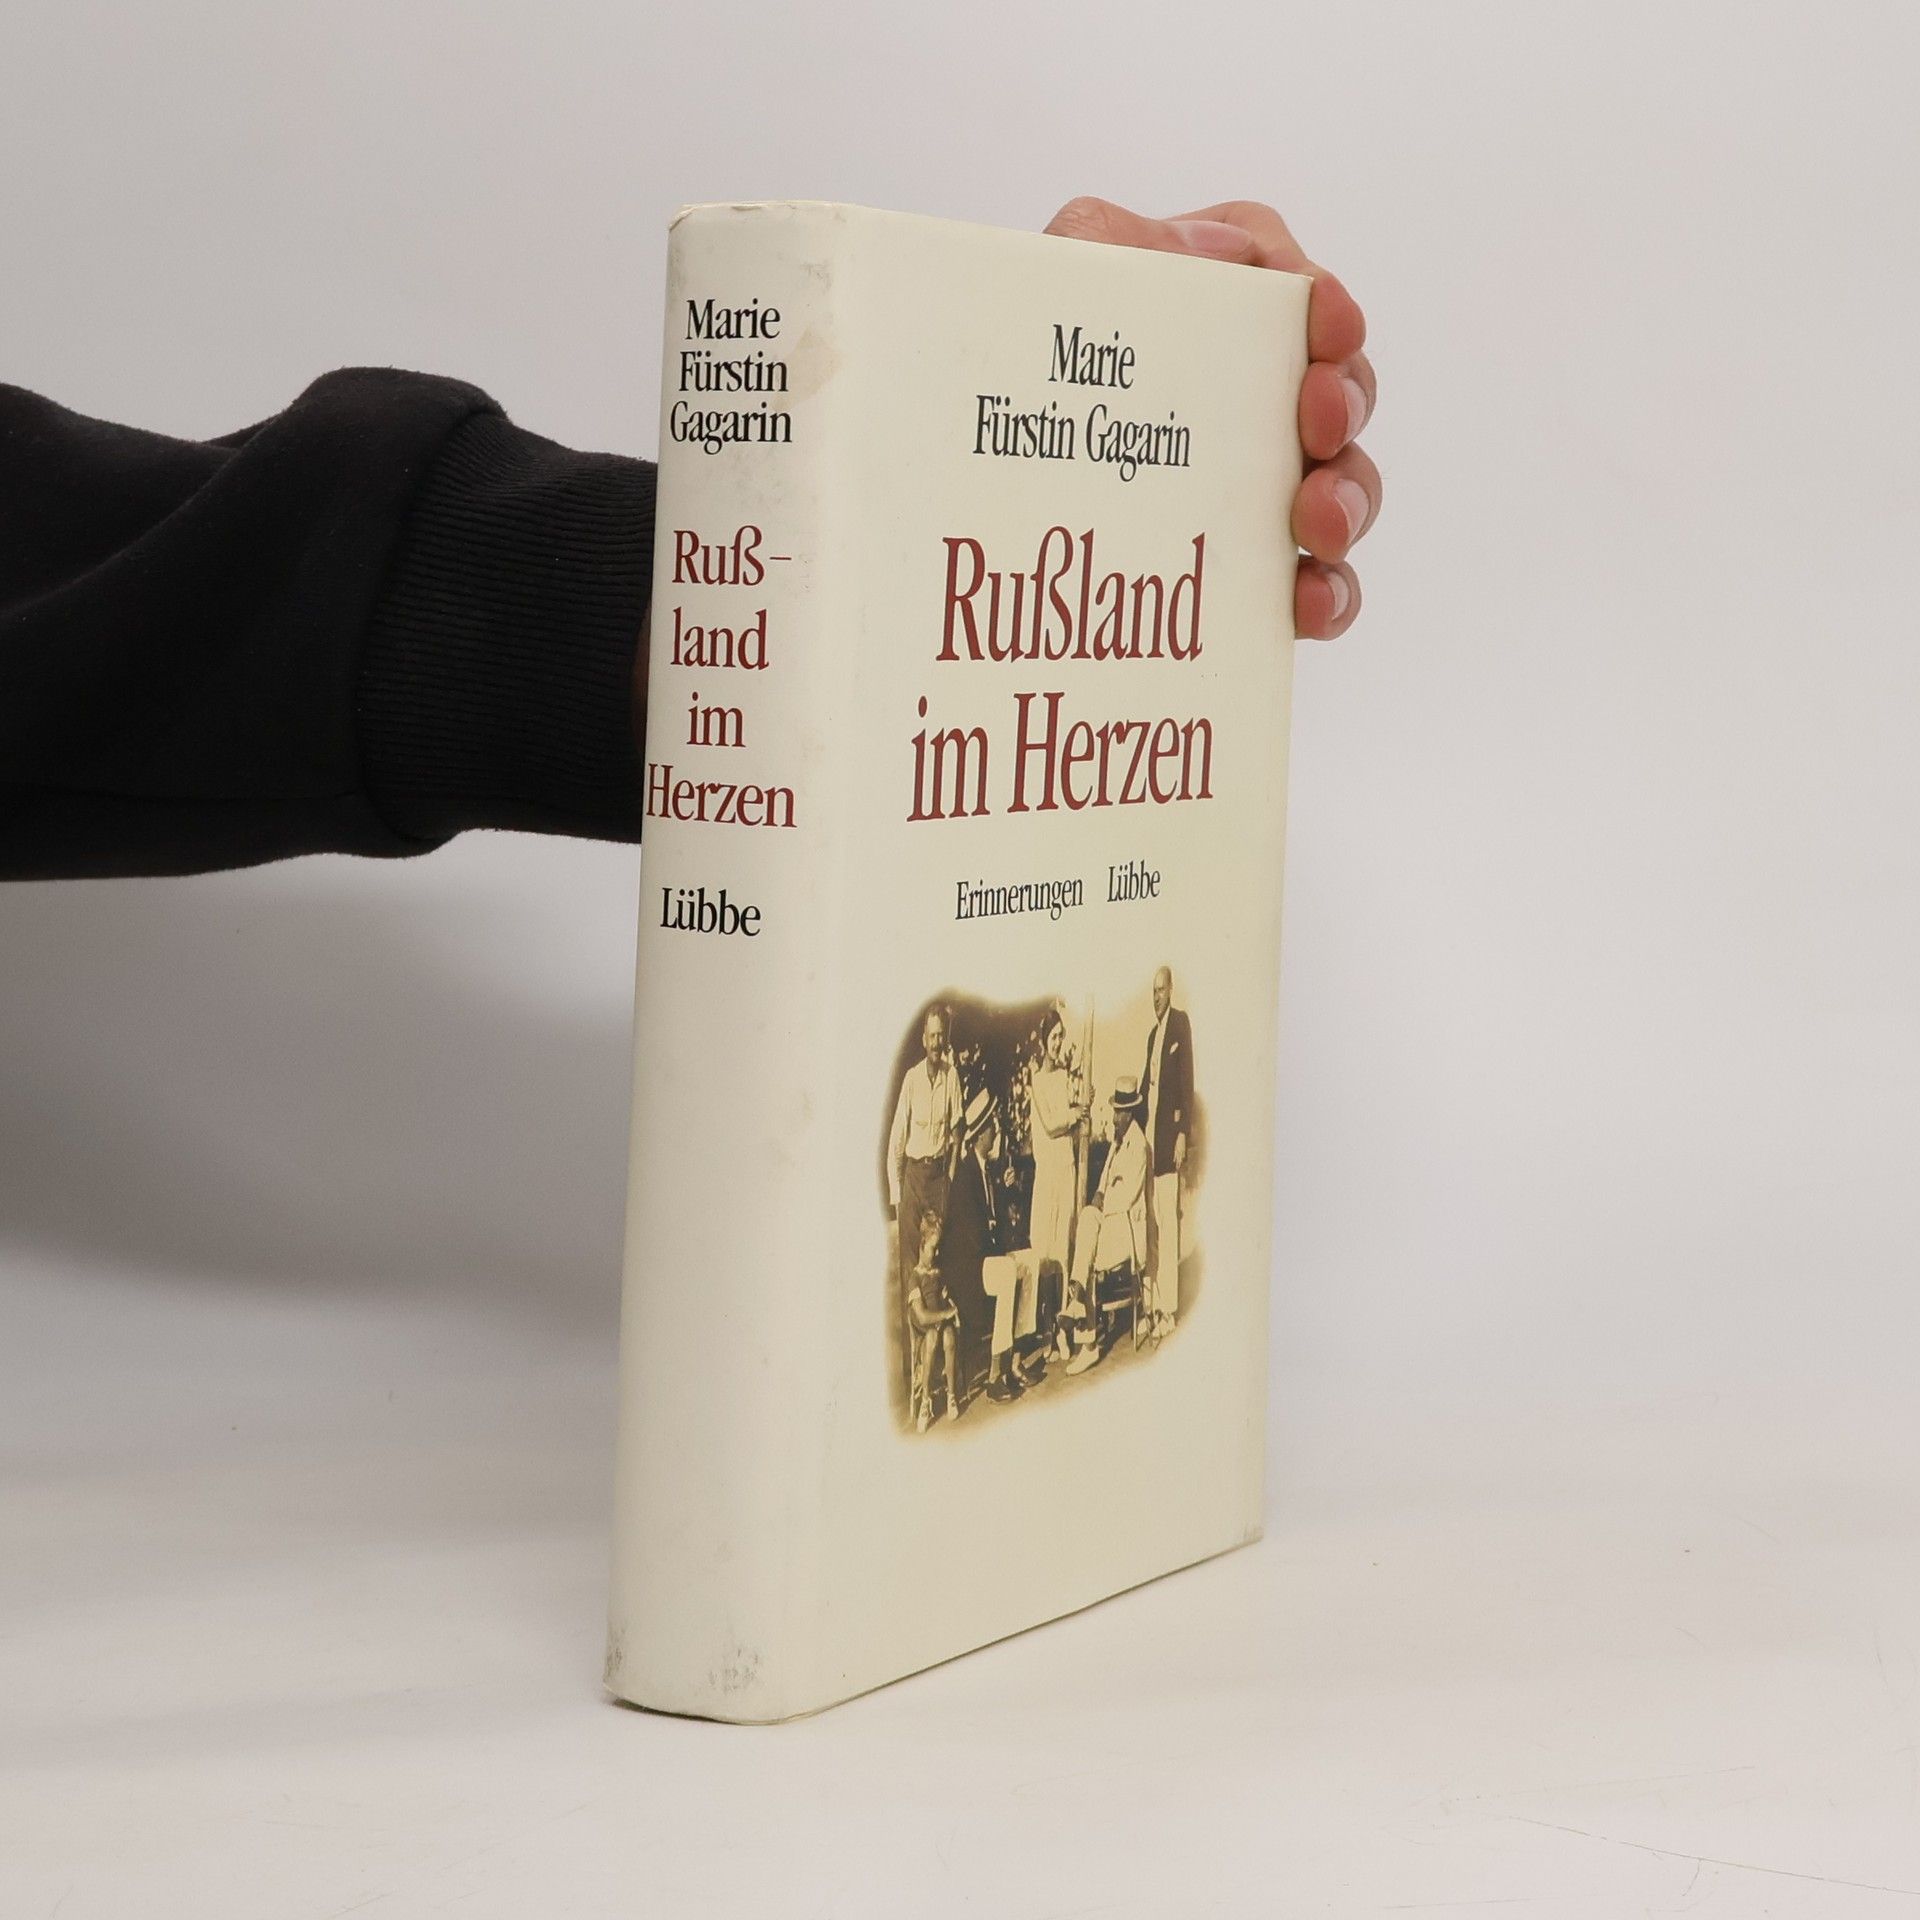 Marie
Fürstin
Gagarin
Ruß-
land
im
Herzen
Lübbe
Marie
Fürstin Gagarin
Rußland
im Herzen
Erinnerungen Lübbe